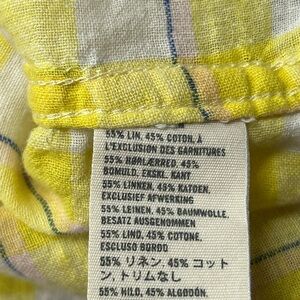 55% LIN, 45% COTON, À
L'EXCLUSION DES GARNITURES
55% HØRLÆRRED, 45%
BOMULD, EKSKL. KANT
55% LINNEN, 45% KATOEN,
EXCLUSIEF AFWERKING
55% LEINEN, 45% BAUMWOLLE,
BESATZ AUSGENOMMEN
55% LINO, 45% COTONE,
ESCLUSO BORDO
55% リネン, 45% コット
ン, トリムなし
55% HILO, 45% ALGODÓN,